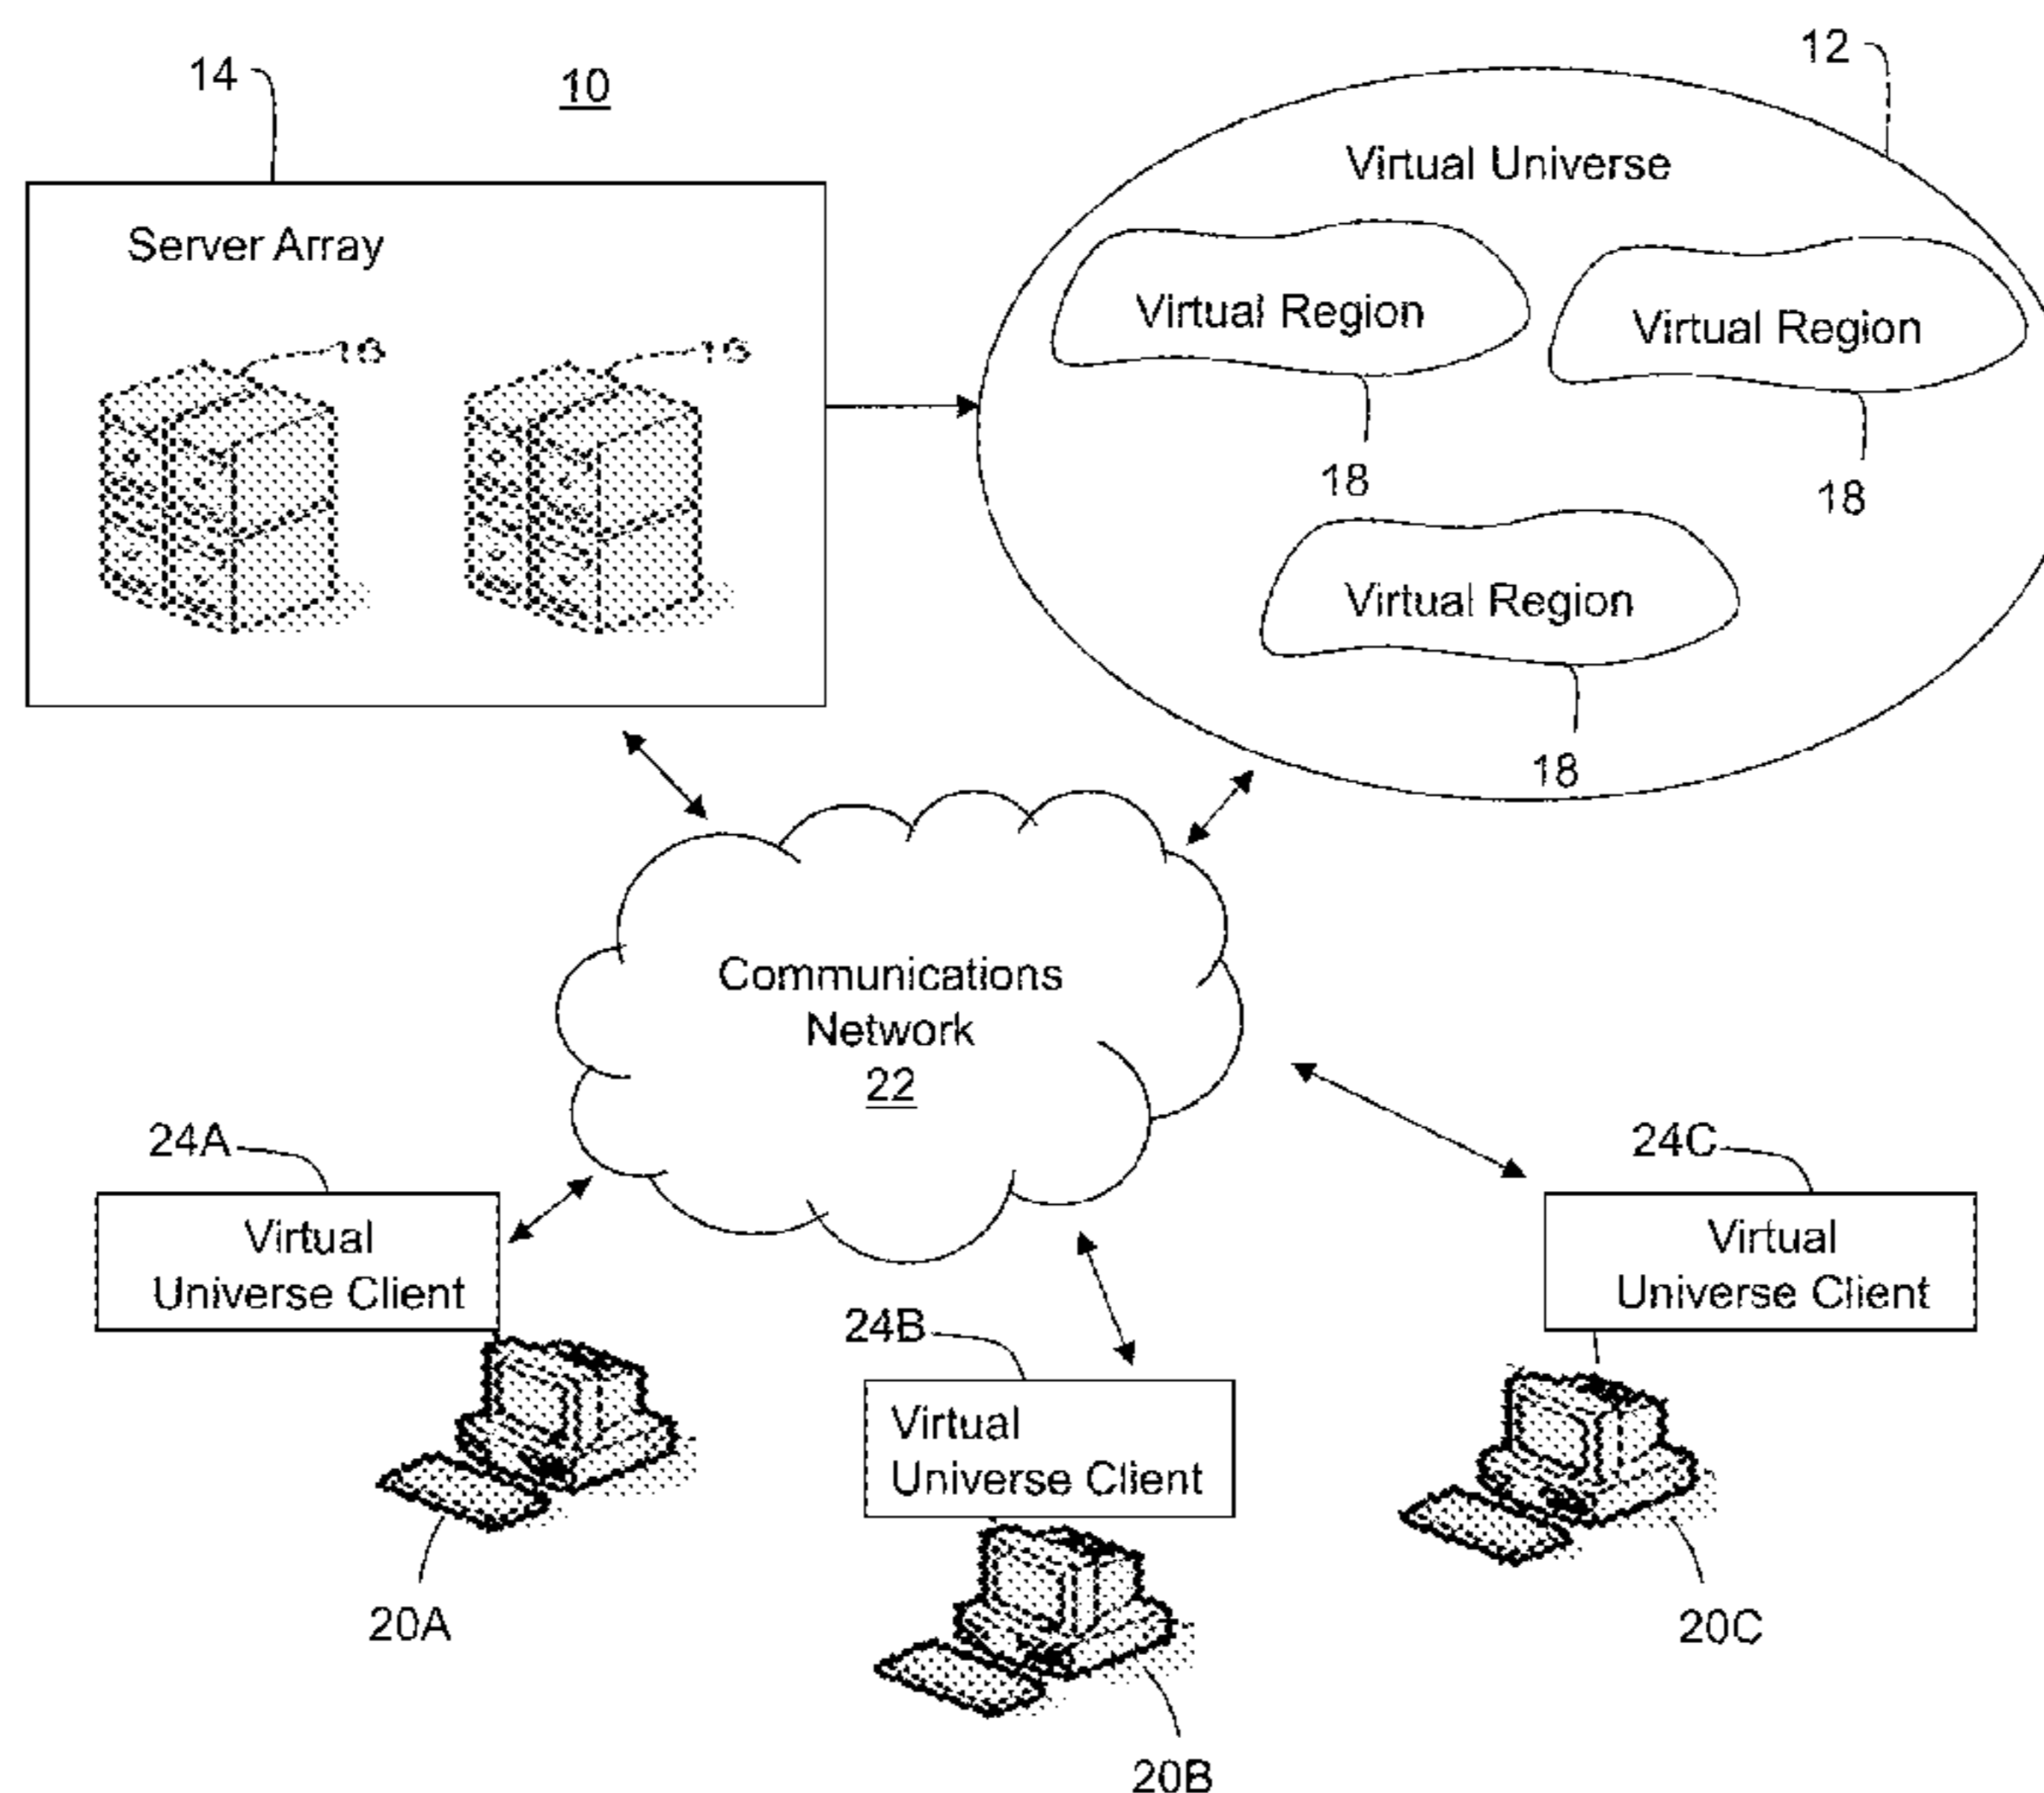 14
10
12
Virtual Universe
Server Array
Virtual Region
Virtual Region
16
18
18
Virtual Region
18
Communications
Network
22
24A
Virtual
Universe Client
24B
Virtual
Universe Client
24C
Virtual
Universe Client
20A
20B
20C